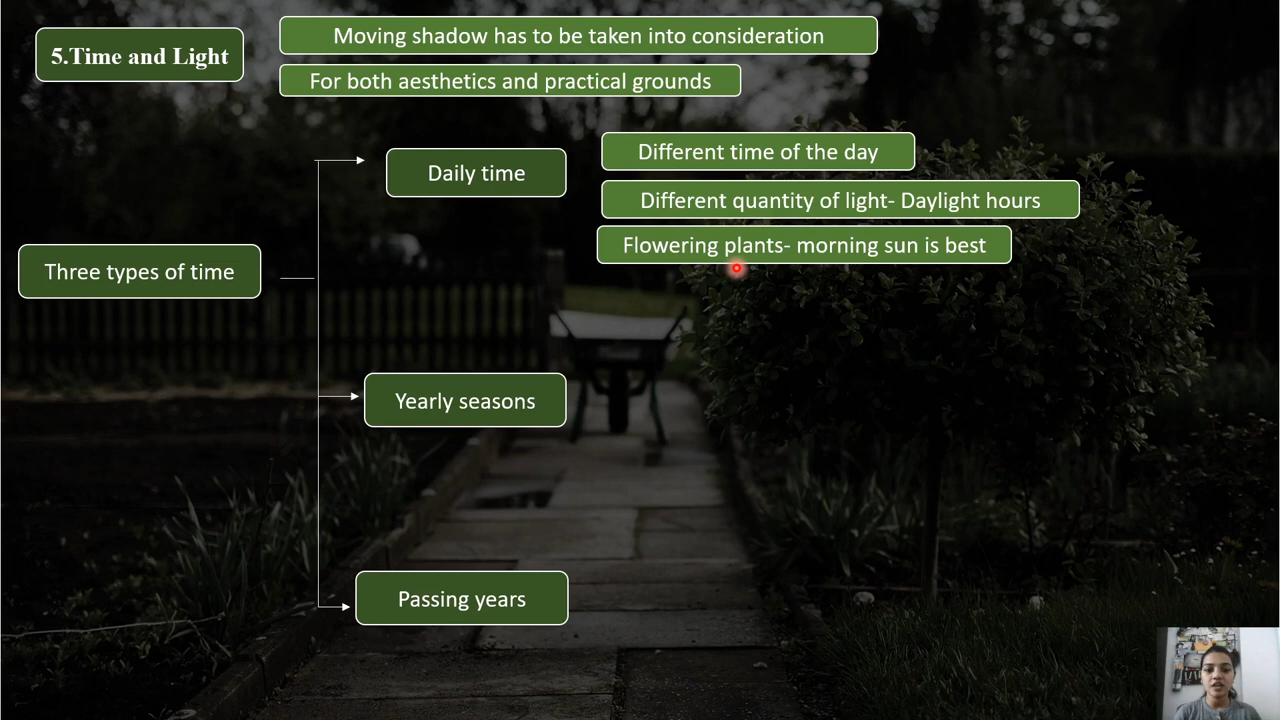 5.Time and Light
Moving shadow has to be taken into consideration
For both aesthetics and practical grounds
Three types of time
Daily time
Different time of the day
Different quantity of light- Daylight hours
Flowering plants- morning sun is best
Yearly seasons
Passing years